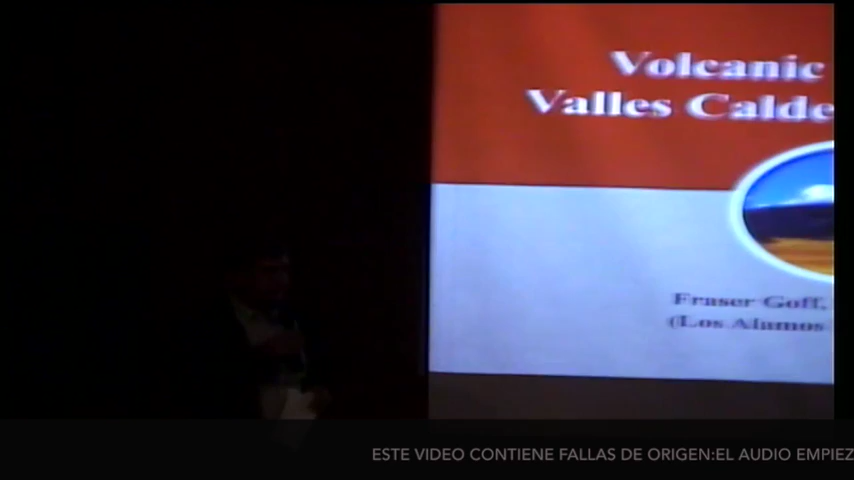 Volcanic
Valles Calde
Fraser Goff,
(Los Alamos
ESTE VIDEO CONTIENE FALLAS DE ORIGEN:EL AUDIO EMPIEZ